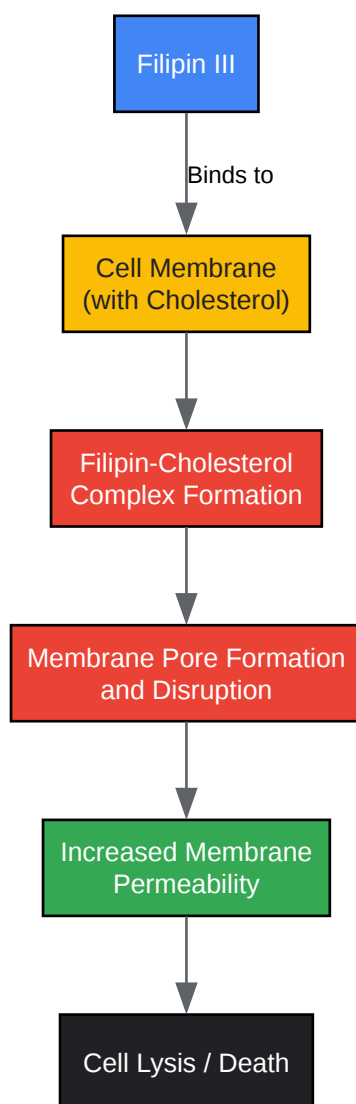 Filipin III
Binds to
Cell Membrane
(with Cholesterol)
Filipin-Cholesterol
Complex Formation
Membrane Pore Formation
and Disruption
Increased Membrane
Permeability
Cell Lysis / Death